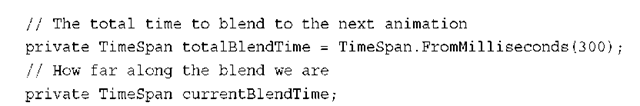 // The total time to blend to the next animation
private TimeSpan totalBlendTime = TimeSpan.FromMilliseconds(300);
// How far along the blend we are
private TimeSpan currentBlendTime;